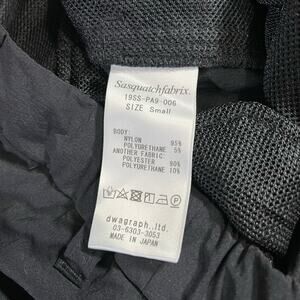 Sasquatchfabrix.
19SS-PA9-006
SIZE Small
BODY:
NYLON 95%
POLYURETHANE 5%
ANOTHER FABRIC:
POLYESTER 90%
POLYURETHANE 10%
dwagraph.,ltd.
03-6303-3053
MADE IN JAPAN